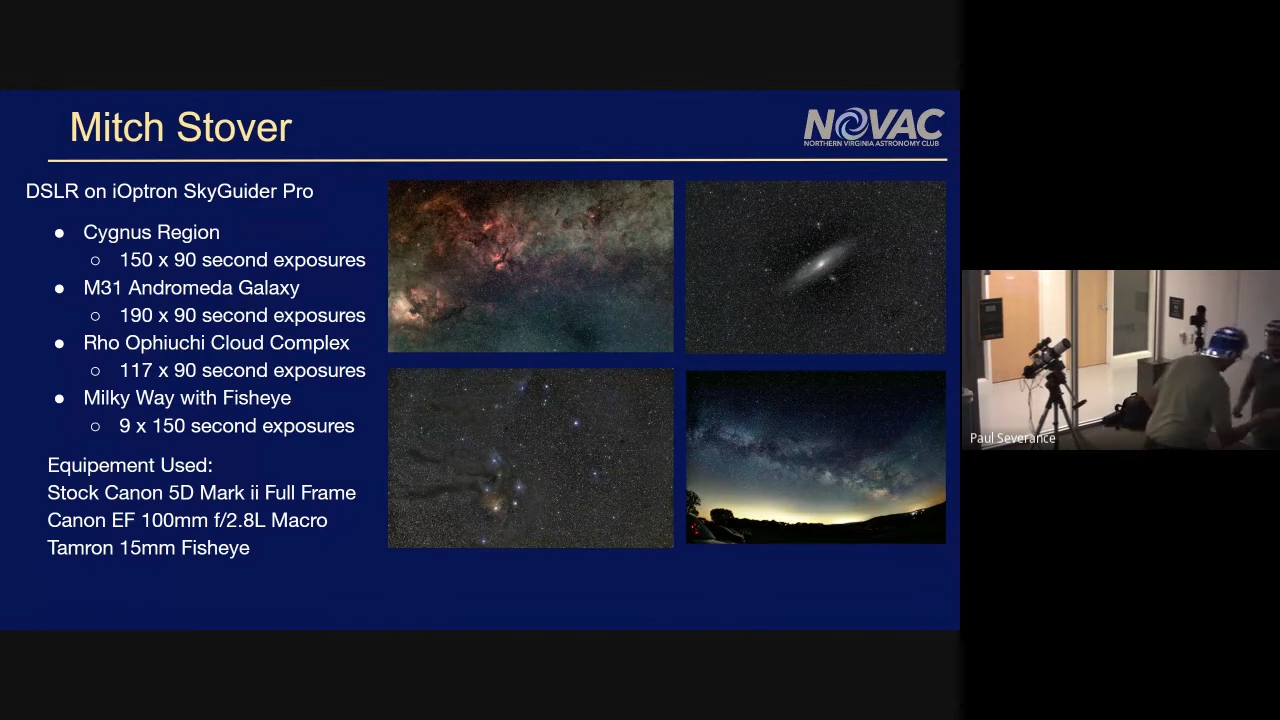 Mitch Stover
NOVAC
NORTHERN VIRGINIA ASTRONOMY CLUB
DSLR on iOptron SkyGuider Pro
● Cygnus Region
○ 150 x 90 second exposures
● M31 Andromeda Galaxy
○ 190 x 90 second exposures
● Rho Ophiuchi Cloud Complex
○ 117 x 90 second exposures
● Milky Way with Fisheye
○ 9 x 150 second exposures
Equipement Used:
Stock Canon 5D Mark ii Full Frame
Canon EF 100mm f/2.8L Macro
Tamron 15mm Fisheye
Paul Severance